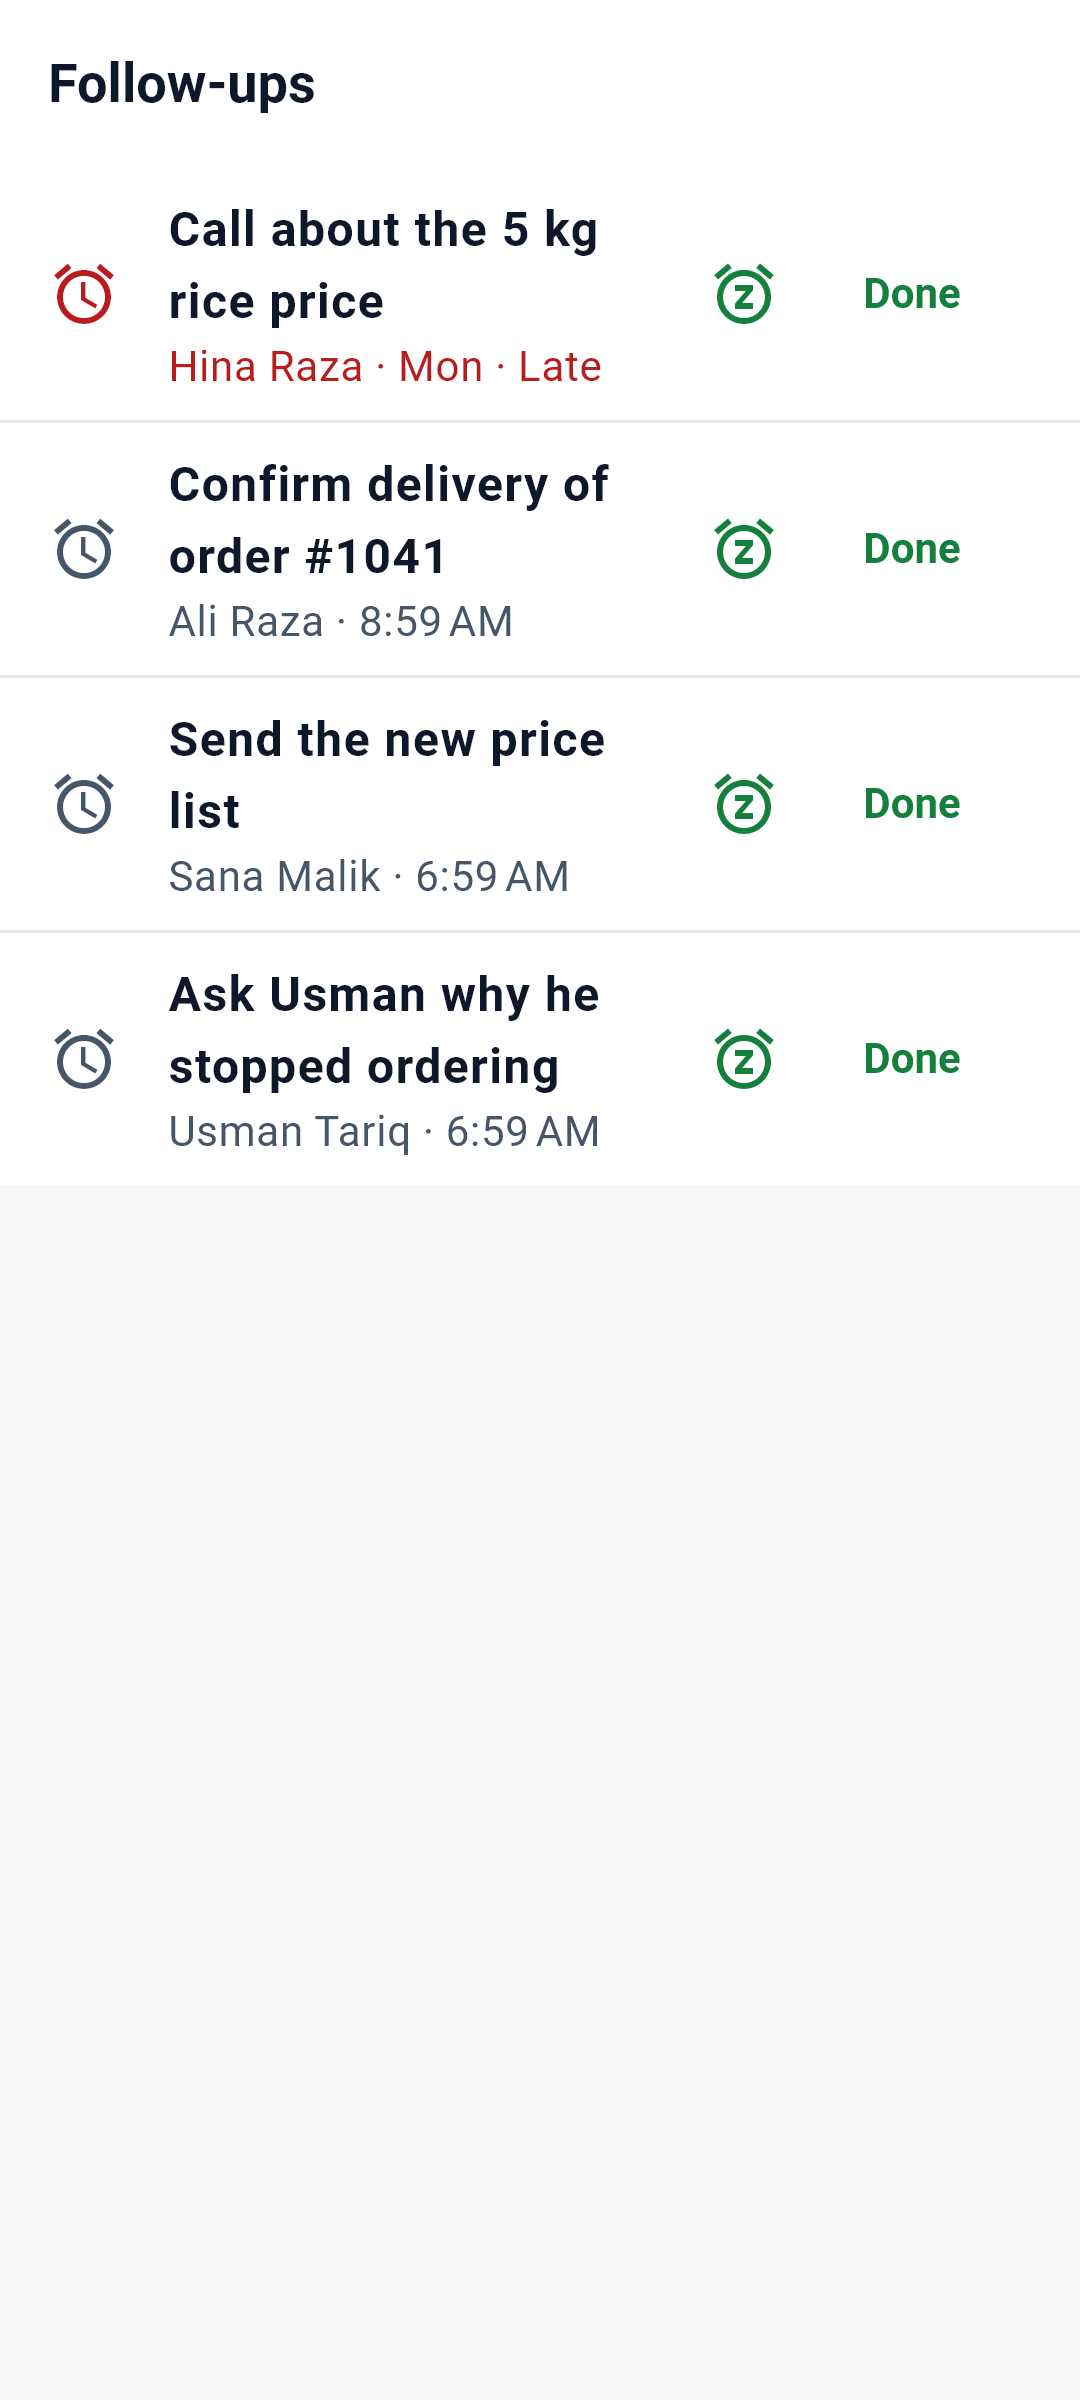 Follow-ups
Call about the 5 kg
rice price
Hina Raza · Mon · Late
Done
Confirm delivery of
order #1041
Ali Raza · 8:59 AM
Done
Send the new price
list
Sana Malik · 6:59 AM
Done
Ask Usman why he
stopped ordering
Usman Tariq · 6:59 AM
Done